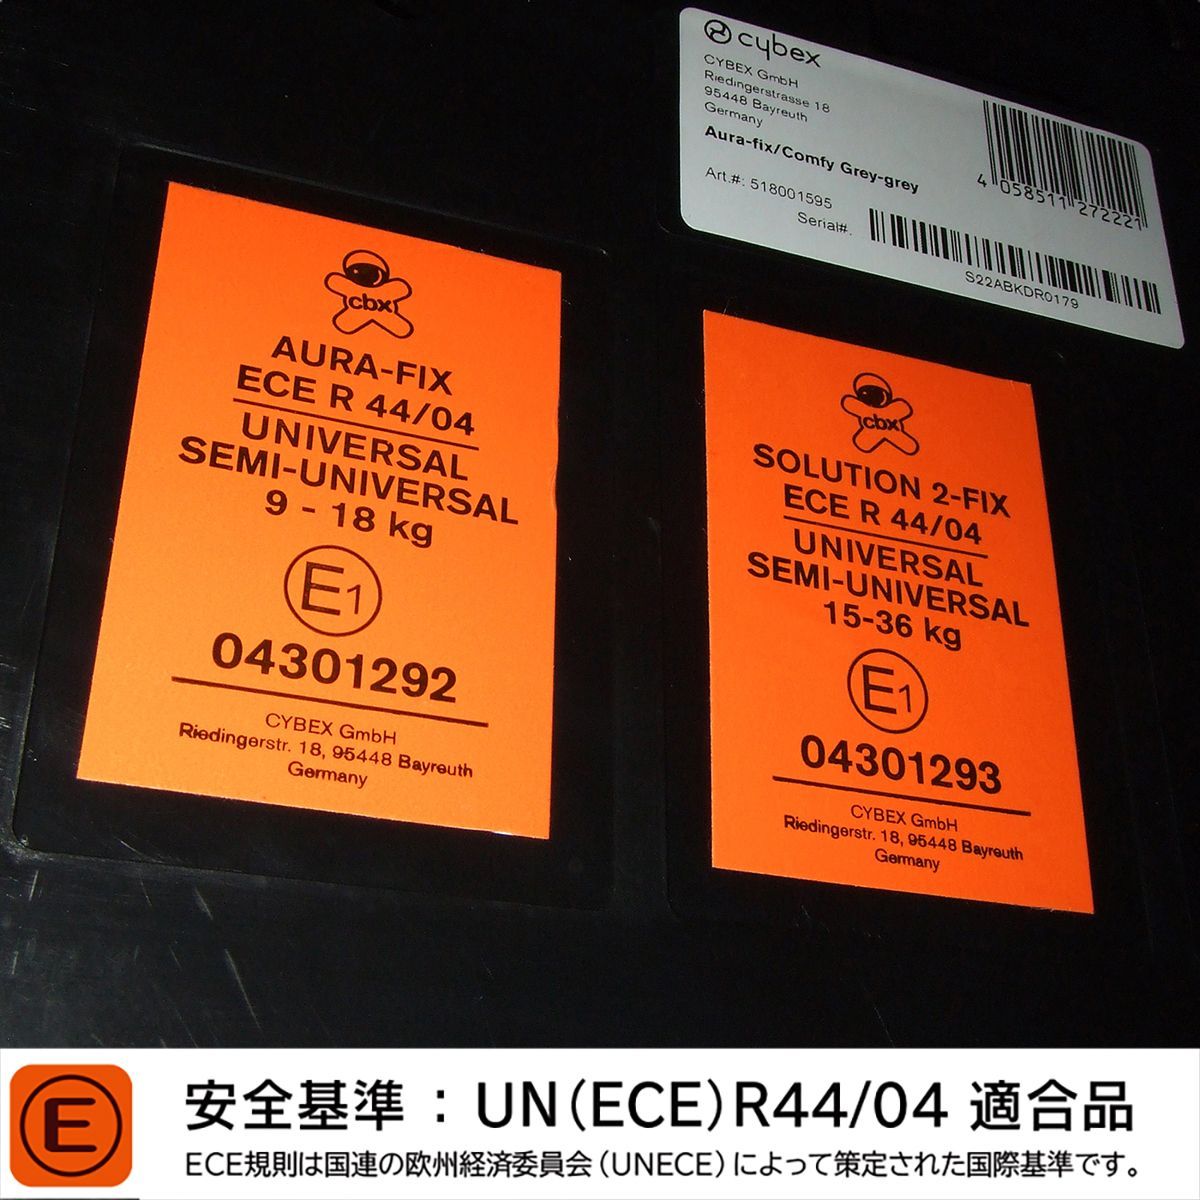 cybex
CYBEX GmbH
Riedingerstrasse 18
95448 Bayreuth
Germany
Aura-fix/Comfy Grey-grey
Art.#: 518001595
Serial#.
4 058511 272221
S22ABKDR0179
cbx
AURA-FIX
ECE R 44/04
UNIVERSAL
SEMI-UNIVERSAL
9 - 18 kg
E1
04301292
CYBEX GmbH
Riedingerstr. 18, 95448 Bayreuth
Germany
cbx
SOLUTION 2-FIX
ECE R 44/04
UNIVERSAL
SEMI-UNIVERSAL
15-36 kg
E1
04301293
CYBEX GmbH
Riedingerstr. 18, 95448 Bayreuth
Germany
E
安全基準：UN(ECE)R44/04 適合品
ECE規則は国連の欧州経済委員会（UNECE）によって策定された国際基準です。